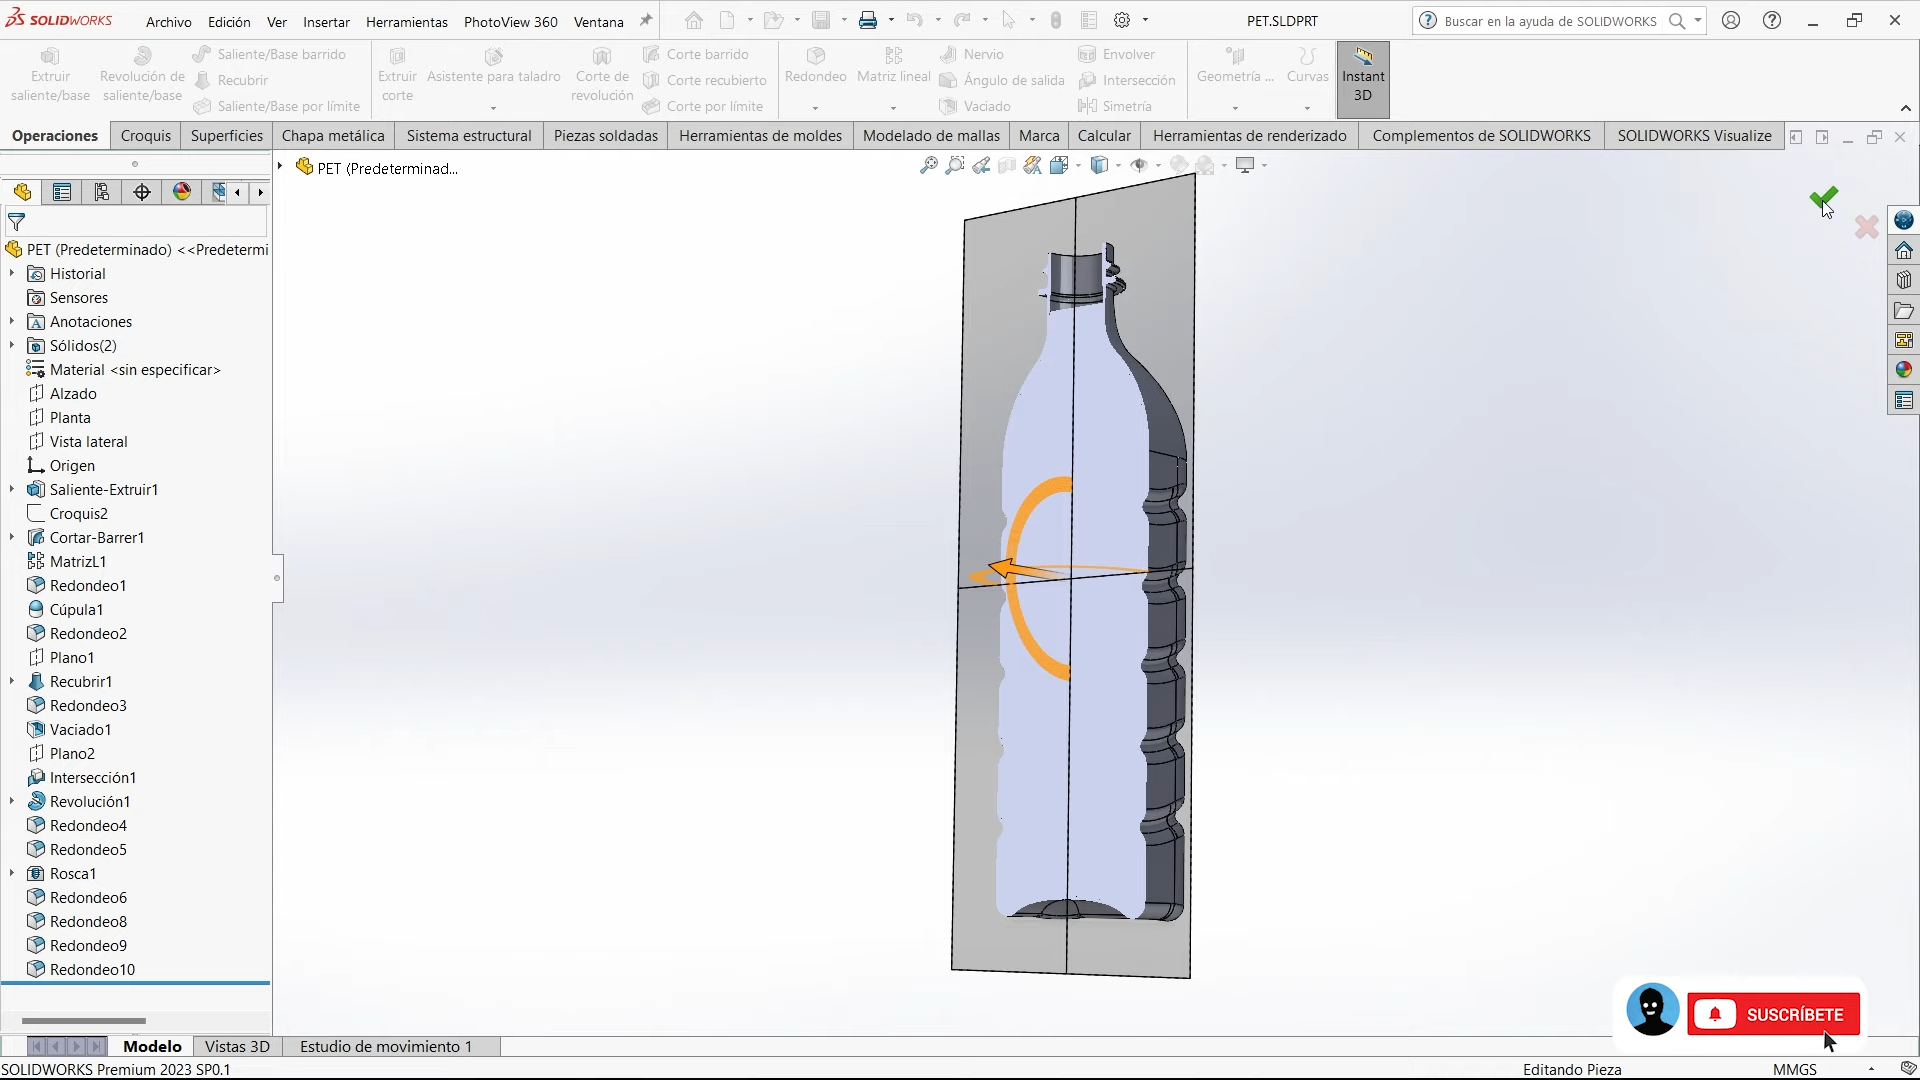 SOLIDWORKS Archivo Edición Ver Insertar Herramientas PhotoView 360 Ventana PET.SLDPRT Buscar en la ayuda de SOLIDWORKS
Extruir saliente/base
Revolución de saliente/base
Saliente/Base barrido
Recubrir
Saliente/Base por límite
Extruir corte
Asistente para taladro
Corte de revolución
Corte barrido
Corte recubierto
Corte por límite
Redondeo
Matriz lineal
Nervio
Ángulo de salida
Vaciado
Envolver
Intersección
Simetría
Geometría ...
Curvas
Instant 3D
Operaciones Croquis Superficies Chapa metálica Sistema estructural Piezas soldadas Herramientas de moldes Modelado de mallas Marca Calcular Herramientas de renderizado Complementos de SOLIDWORKS SOLIDWORKS Visualize
PET (Predeterminad...
PET (Predeterminado) <<Predetermi
Historial
Sensores
Anotaciones
Sólidos(2)
Material <sin especificar>
Alzado
Planta
Vista lateral
Origen
Saliente-Extruir1
Croquis2
Cortar-Barrer1
MatrizL1
Redondeo1
Cúpula1
Redondeo2
Plano1
Recubrir1
Redondeo3
Vaciado1
Plano2
Intersección1
Revolución1
Redondeo4
Redondeo5
Rosca1
Redondeo6
Redondeo8
Redondeo9
Redondeo10
SUSCRÍBETE
Modelo Vistas 3D Estudio de movimiento 1
SOLIDWORKS Premium 2023 SP0.1 Editando Pieza MMGS